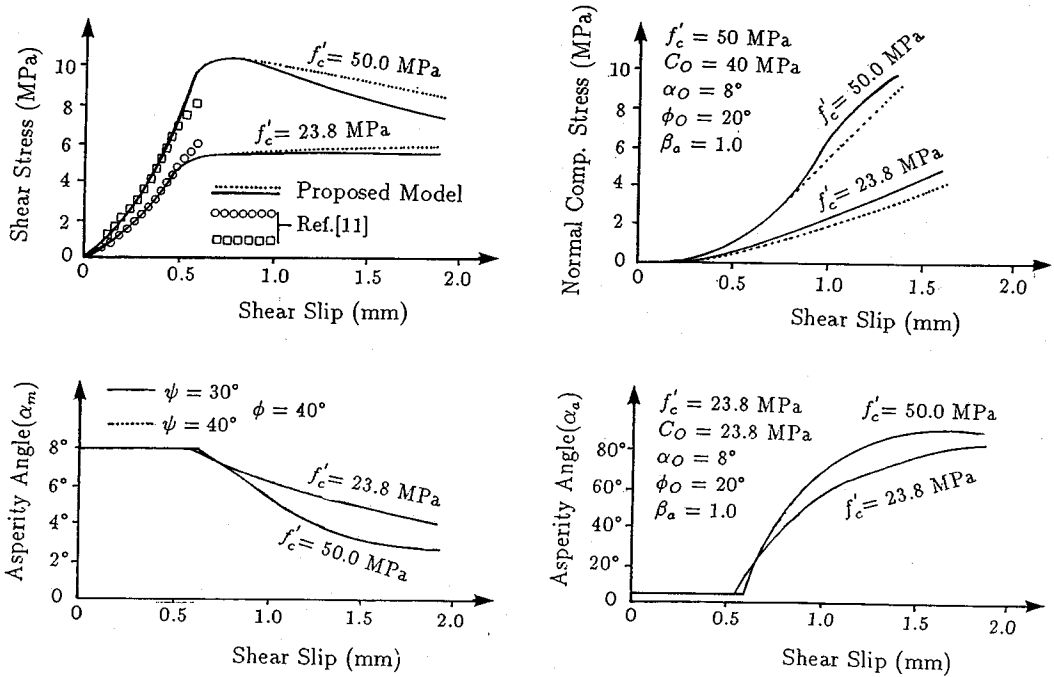 Shear Stress (MPa)
10
8
6
4
2
0
f'c = 50.0 MPa
f'c = 23.8 MPa
Proposed Model
Ref.[11]
0 0.5 1.0 1.5 2.0
Shear Slip (mm)
Normal Comp. Stress (MPa)
10
8
6
4
2
0
f'c = 50 MPa
CO = 40 MPa
αO = 8°
φO = 20°
βa = 1.0
f'c = 50.0 MPa
f'c = 23.8 MPa
0 0.5 1.0 1.5 2.0
Shear Slip (mm)
Asperity Angle(αm)
8°
6°
4°
2°
0
ψ = 30°
ψ = 40°
φ = 40°
f'c = 23.8 MPa
f'c = 50.0 MPa
0 0.5 1.0 1.5 2.0
Shear Slip (mm)
Asperity Angle(αa)
80°
60°
40°
20°
0
f'c = 23.8 MPa
CO = 23.8 MPa
αO = 8°
φO = 20°
βa = 1.0
f'c = 50.0 MPa
f'c = 23.8 MPa
0 0.5 1.0 1.5 2.0
Shear Slip (mm)